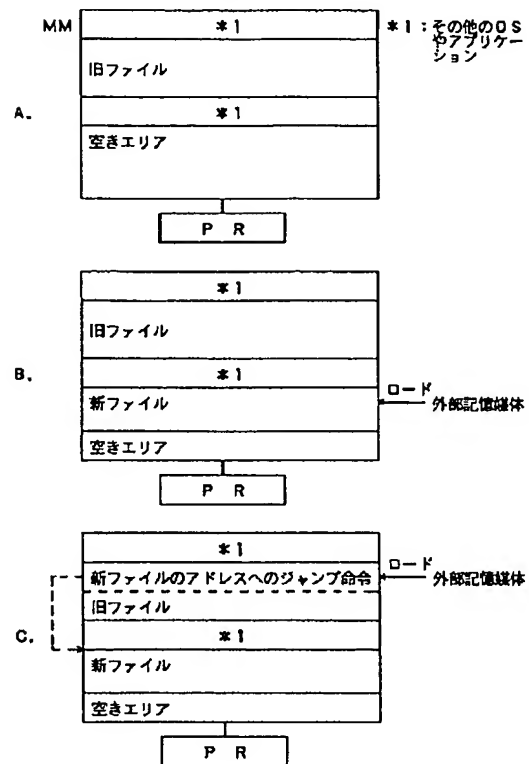 MM
*1
*1:その他のOS
やアプリケー
ション
旧ファイル
A.
*1
空きエリア
P R
*1
旧ファイル
B.
*1
ロード
新ファイル
外部記憶媒体
空きエリア
P R
*1
ロード
新ファイルのアドレスへのジャンプ命令
外部記憶媒体
旧ファイル
C.
*1
新ファイル
空きエリア
P R